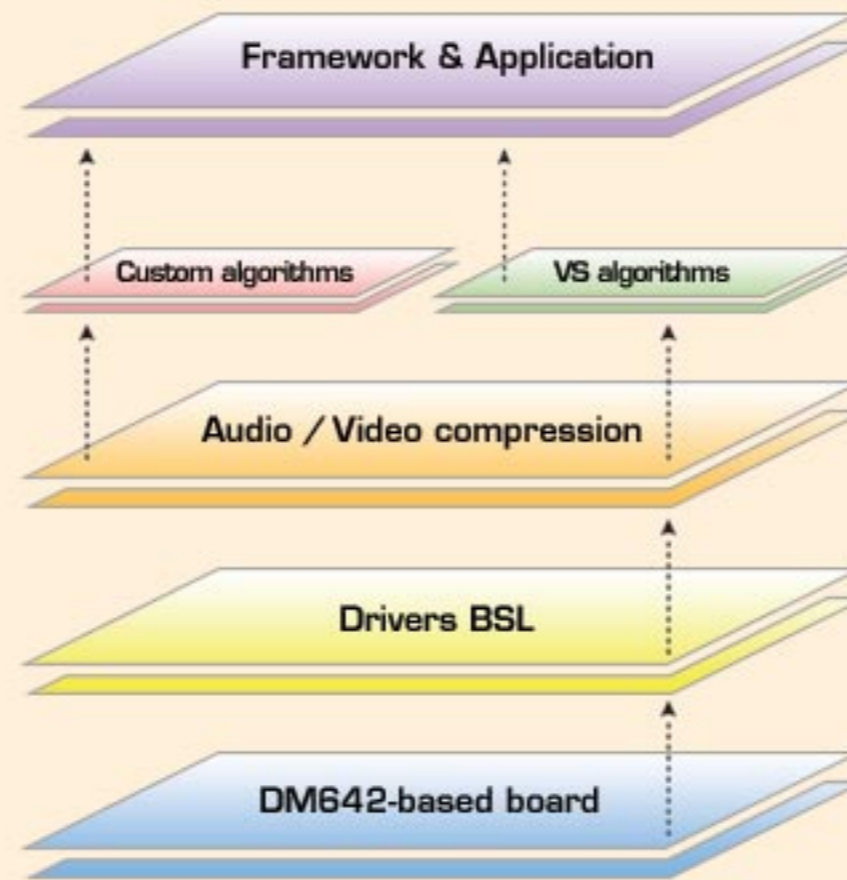 Framework & Application
Custom algorithms
VS algorithms
Audio / Video compression
Drivers BSL
DM642-based board